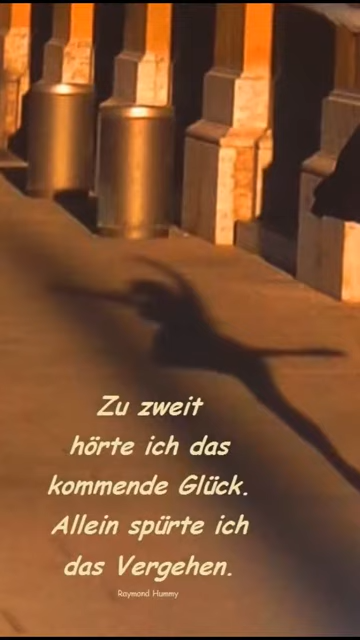 Zu zweit
hörte ich das
kommende Glück.
Allein spürte ich
das Vergehen.
Raymond Hummy